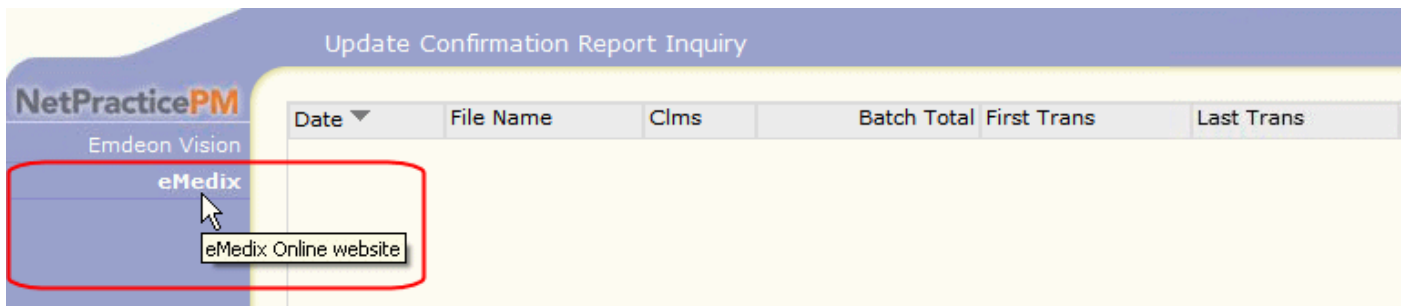 Update Confirmation Report Inquiry
NetPracticePM
Date File Name Clms Batch Total First Trans Last Trans
Emdeon Vision
eMedix
eMedix Online website